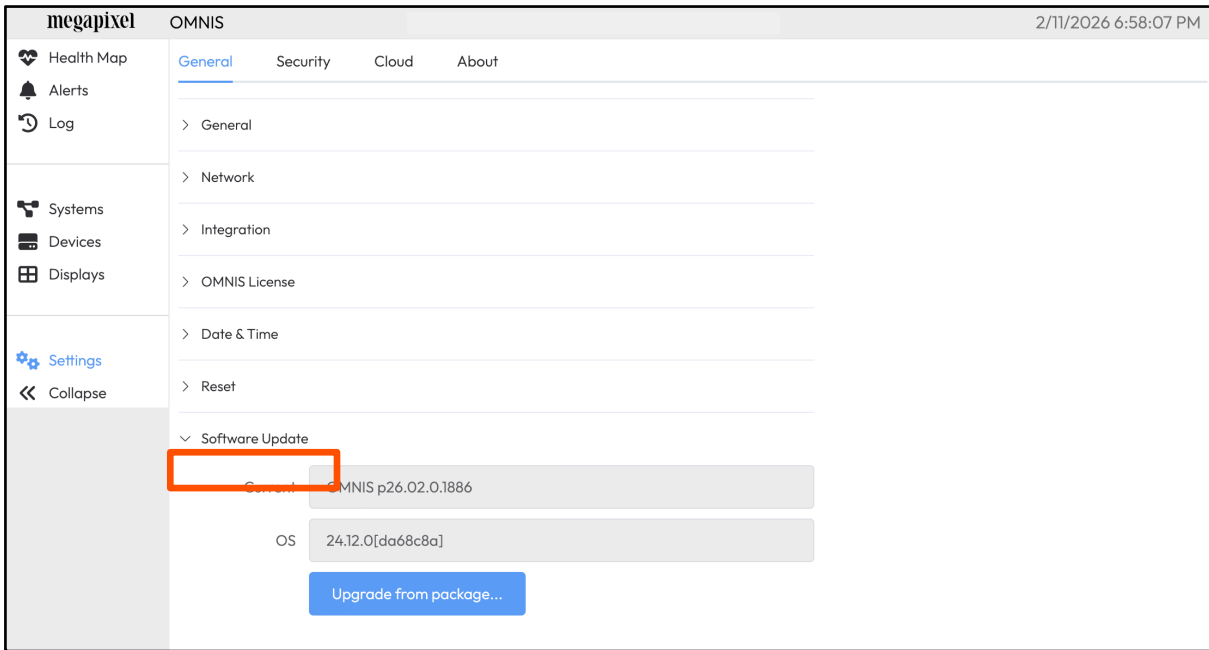 megapixel OMNIS 2/11/2026 6:58:07 PM
Health Map
Alerts
Log
Systems
Devices
Displays
Settings
Collapse
General Security Cloud About
General
Network
Integration
OMNIS License
Date & Time
Reset
Software Update
Current OMNIS p26.02.0.1886
OS 24.12.0[da68c8a]
Upgrade from package...